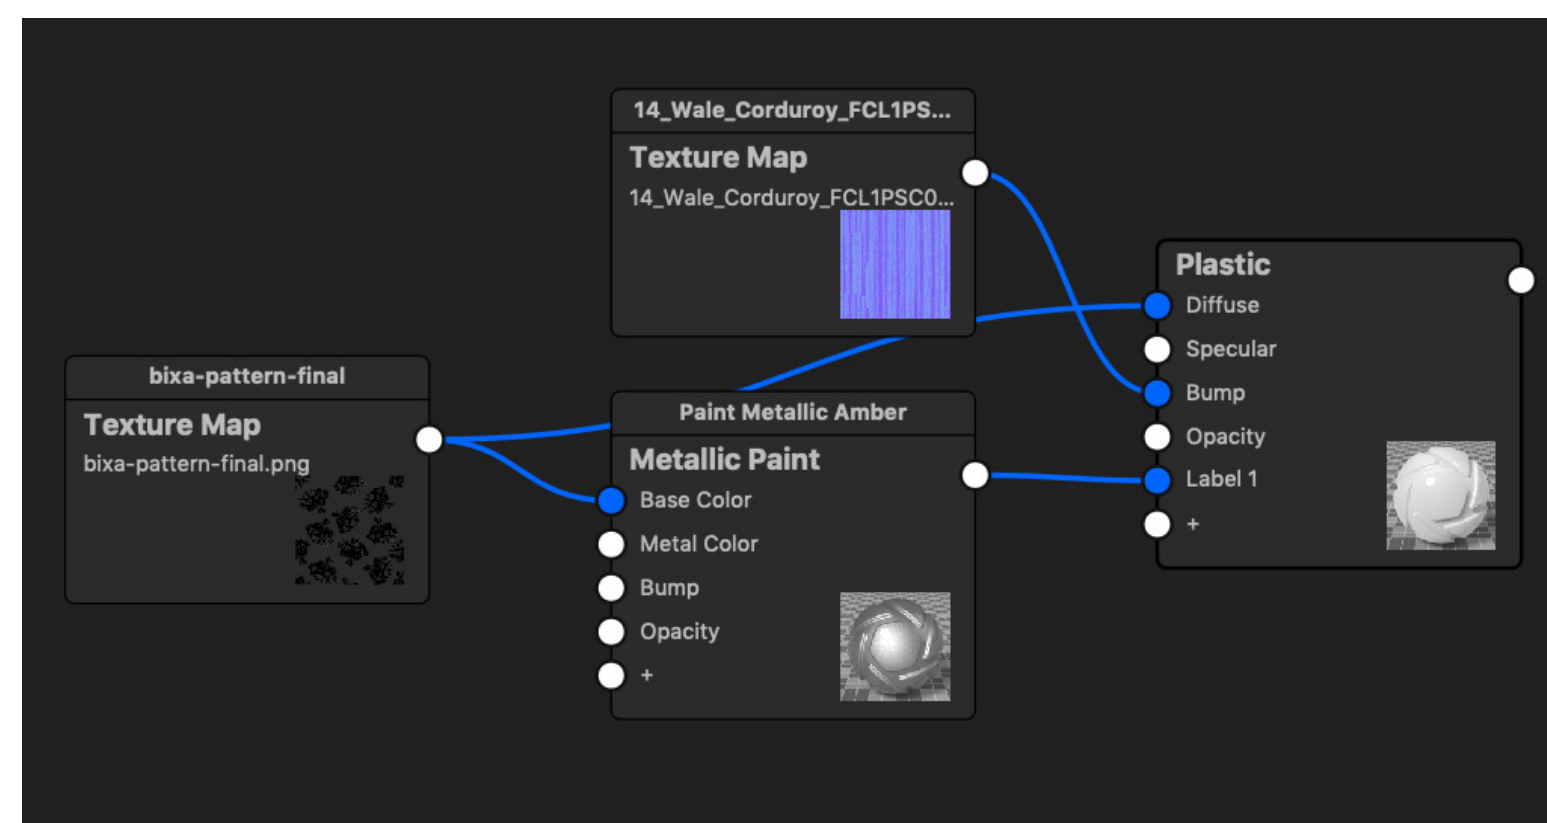 14_Wale_Corduroy_FCL1PS...
Texture Map
14_Wale_Corduroy_FCL1PSC0...
bixa-pattern-final
Texture Map
bixa-pattern-final.png
Paint Metallic Amber
Metallic Paint
Base Color
Metal Color
Bump
Opacity
+
Plastic
Diffuse
Specular
Bump
Opacity
Label 1
+